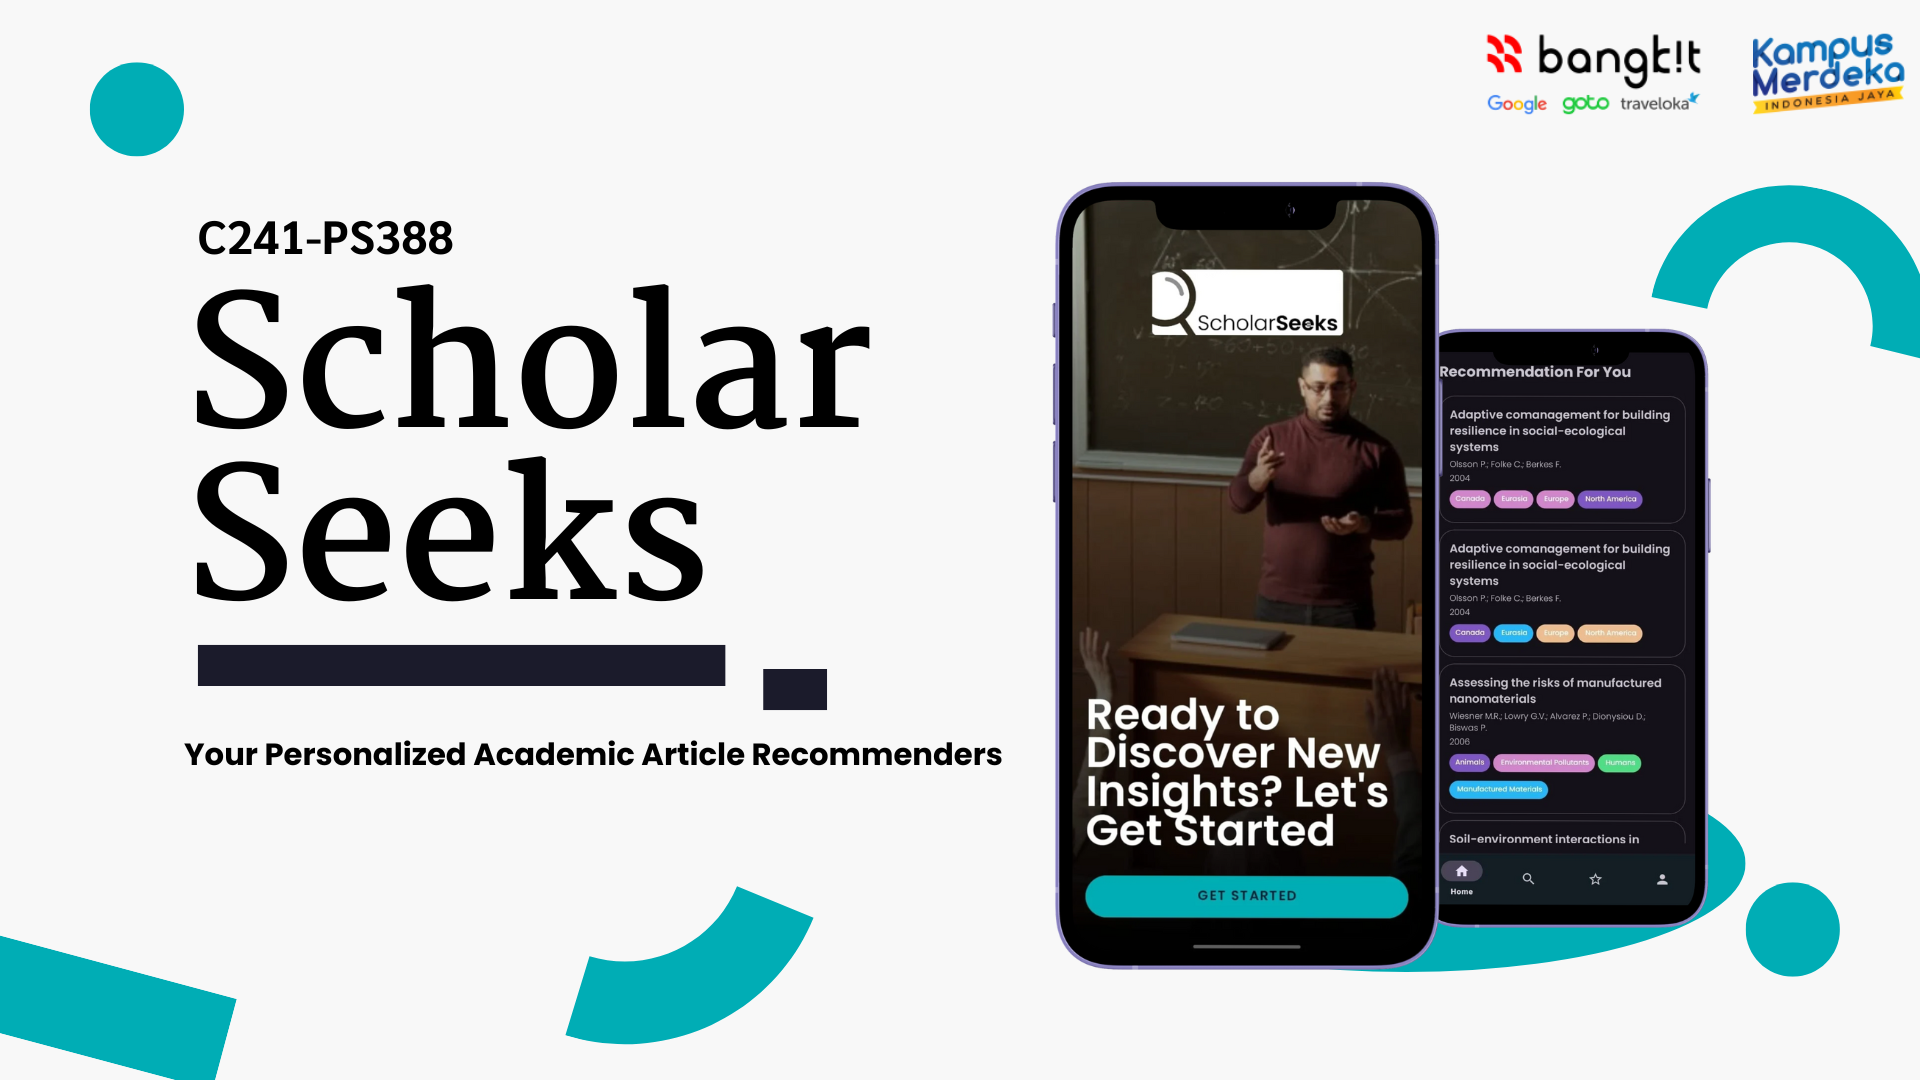 bangk!t
Google goto traveloka
Kampus
Merdeka
INDONESIA JAYA
C241-PS388
Scholar
Seeks
Your Personalized Academic Article Recommenders
ScholarSeeks
Ready to
Discover New
Insights? Let's
Get Started
GET STARTED
Recommendation For You
Adaptive comanagement for building
resilience in social-ecological
systems
Olsson P.; Folke C.; Berkes F.
2004
Canada Eurasia Europe North America
Adaptive comanagement for building
resilience in social-ecological
systems
Olsson P.; Folke C.; Berkes F.
2004
Canada Eurasia Europe North America
Assessing the risks of manufactured
nanomaterials
Wiesner M.R.; Lowry G.V.; Alvarez P.; Dionysiou D.;
Biswas P.
2006
Animals Environmental Pollutants Humans
Manufactured Materials
Soil-environment interactions in
Home